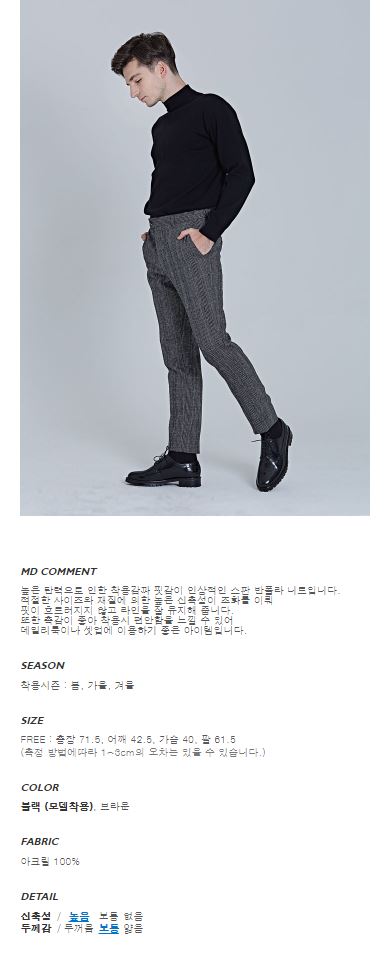 MD COMMENT
높은 탄력으로 인한 착용감과 핏감이 인상적인 스판 반폴라 니트입니다.
적절한 사이즈와 재질에 의한 높은 신축성이 조화를 이뤄
핏이 흐트러지지 않고 라인을 잘 유지해 줍니다.
또한 촉감이 좋아 착용시 편안함을 느낄 수 있어
데일리룩이나 셋업에 이용하기 좋은 아이템입니다.
SEASON
착용시즌 : 봄, 가을, 겨울
SIZE
FREE : 총장 71.5, 어깨 42.5, 가슴 40, 팔 61.5
(측정 방법에따라 1~3cm의 오차는 있을 수 있습니다.)
COLOR
블랙 (모델착용), 브라운
FABRIC
아크릴 100%
DETAIL
신축성 / 높음 보통 없음
두께감 / 두꺼움 보통 얇음